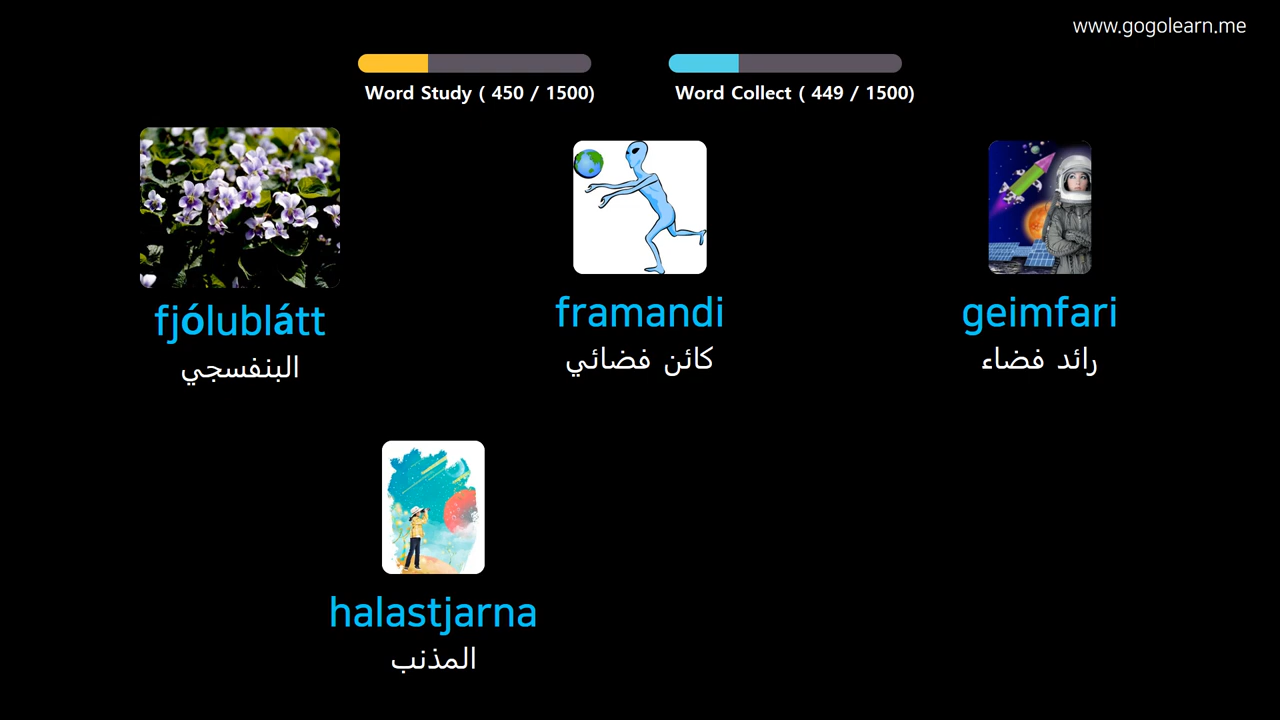 www.gogolearn.me
Word Study ( 450 / 1500)
Word Collect ( 449 / 1500)
fjólublátt
البنفسجي
framandi
كائن فضائي
geimfari
رائد فضاء
halastjarna
المذنب